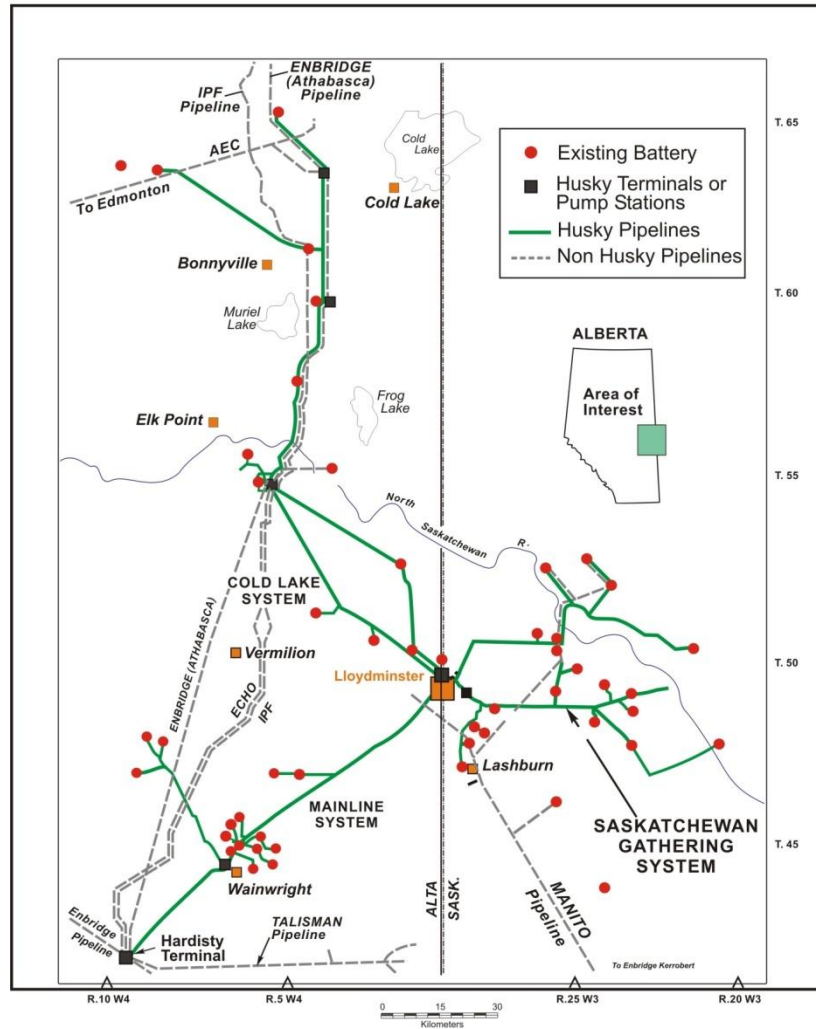 ENBRIDGE
(Athabasca)
Pipeline
IPF
Pipeline
AEC
To Edmonton
Cold
Lake
Cold Lake
T. 65
Existing Battery
Husky Terminals or
Pump Stations
Husky Pipelines
Non Husky Pipelines
Bonnyville
Muriel
Lake
T. 60
ALBERTA
Area of
Interest
Elk Point
Frog
Lake
T. 55
North
Saskatchewan
R.
COLD LAKE
SYSTEM
ENBRIDGE (ATHABASCA)
ECHO
IPF
Vermilion
Lloydminster
T. 50
Lashburn
MAINLINE
SYSTEM
SASKATCHEWAN
GATHERING
SYSTEM
T. 45
Wainwright
ALTA
SASK.
MANITO
Pipeline
Enbridge
Pipeline
Hardisty
Terminal
TALISMAN
Pipeline
To Enbridge Kerrobert
R.10 W4
R.5 W4
R.25 W3
R.20 W3
0 15 30
Kilometers